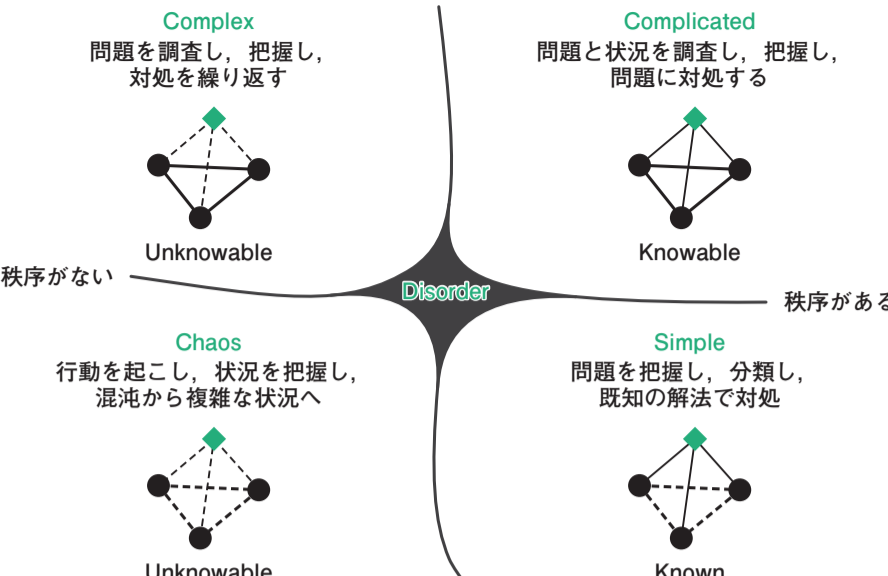 Complex
問題を調査し，把握し，
対処を繰り返す
Unknowable
Complicated
問題と状況を調査し，把握し，
問題に対処する
Knowable
秩序がない
Disorder
秩序がある
Chaos
行動を起こし，状況を把握し，
混沌から複雑な状況へ
Unknowable
Simple
問題を把握し，分類し，
既知の解法で対処
Known